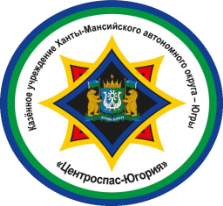 Казённое учреждение Ханты-Мансийского автономного округа – Югры
«Центроспас-Югория»